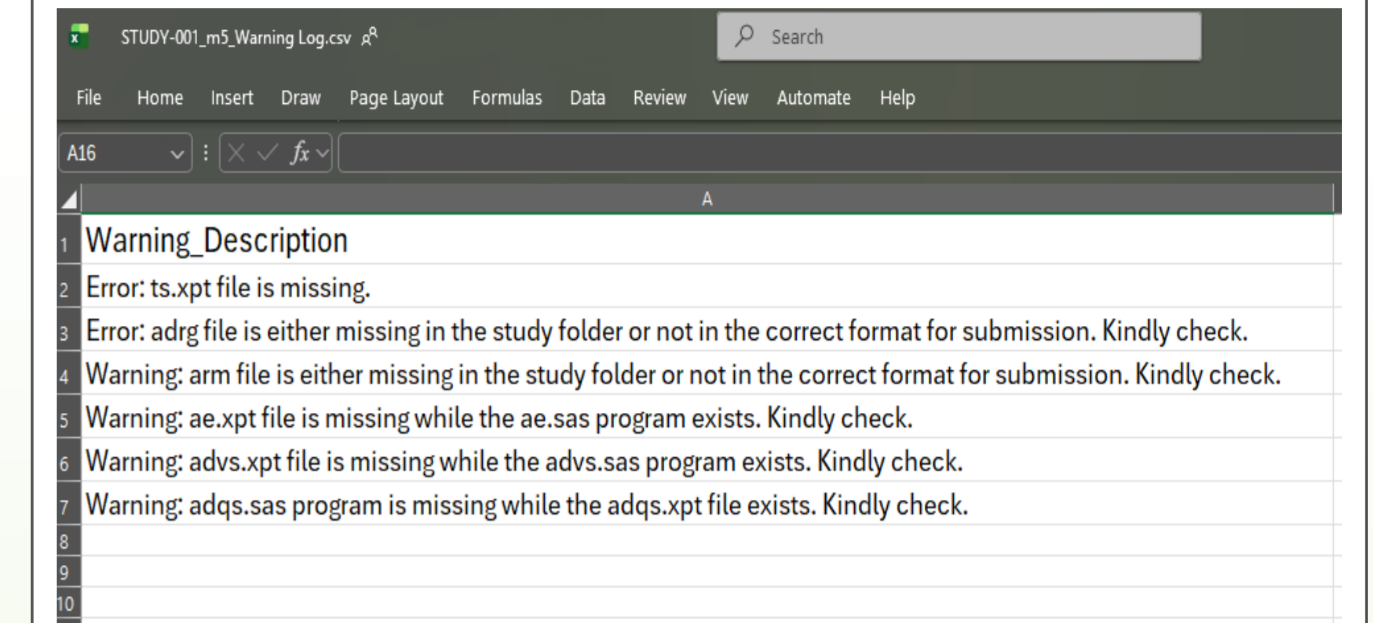 STUDY-001_m5_Warning Log.csv
Search
File Home Insert Draw Page Layout Formulas Data Review View Automate Help
A16 fx
A
1 Warning_Description
2 Error: ts.xpt file is missing.
3 Error: adrg file is either missing in the study folder or not in the correct format for submission. Kindly check.
4 Warning: arm file is either missing in the study folder or not in the correct format for submission. Kindly check.
5 Warning: ae.xpt file is missing while the ae.sas program exists. Kindly check.
6 Warning: advs.xpt file is missing while the advs.sas program exists. Kindly check.
7 Warning: adqs.sas program is missing while the adqs.xpt file exists. Kindly check.
8
9
10